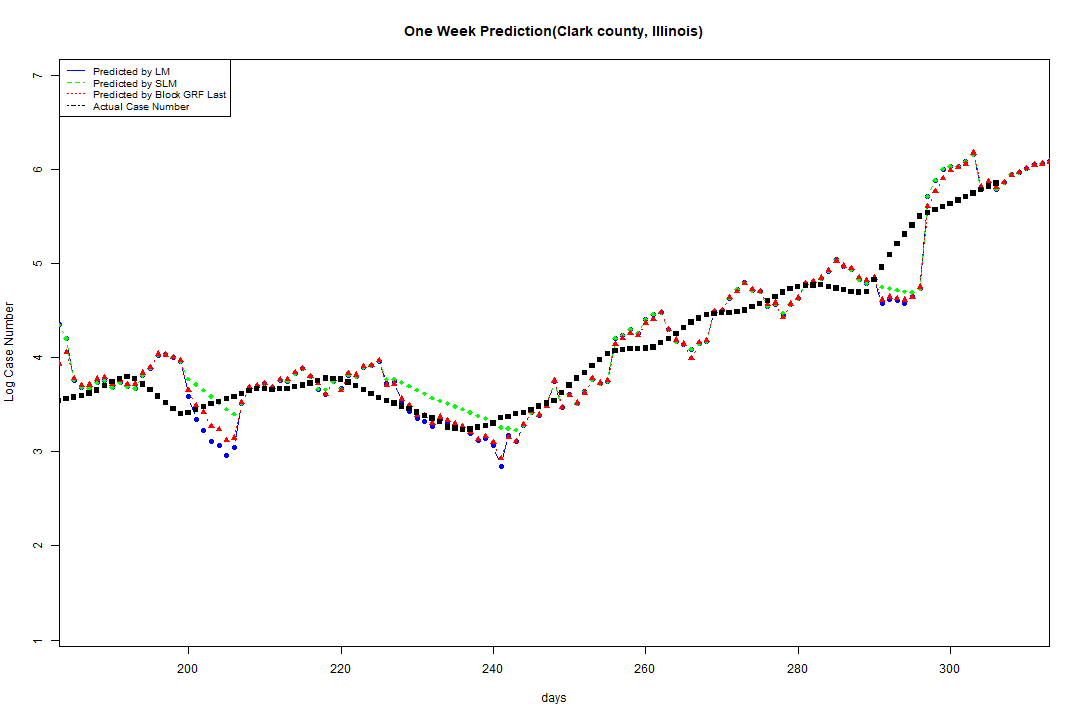 One Week Prediction(Clark county, Illinois)
Predicted by LM
Predicted by SLM
Predicted by Block GRF Last
Actual Case Number
7
6
5
4
3
2
1
Log Case Number
200 220 240 260 280 300
days